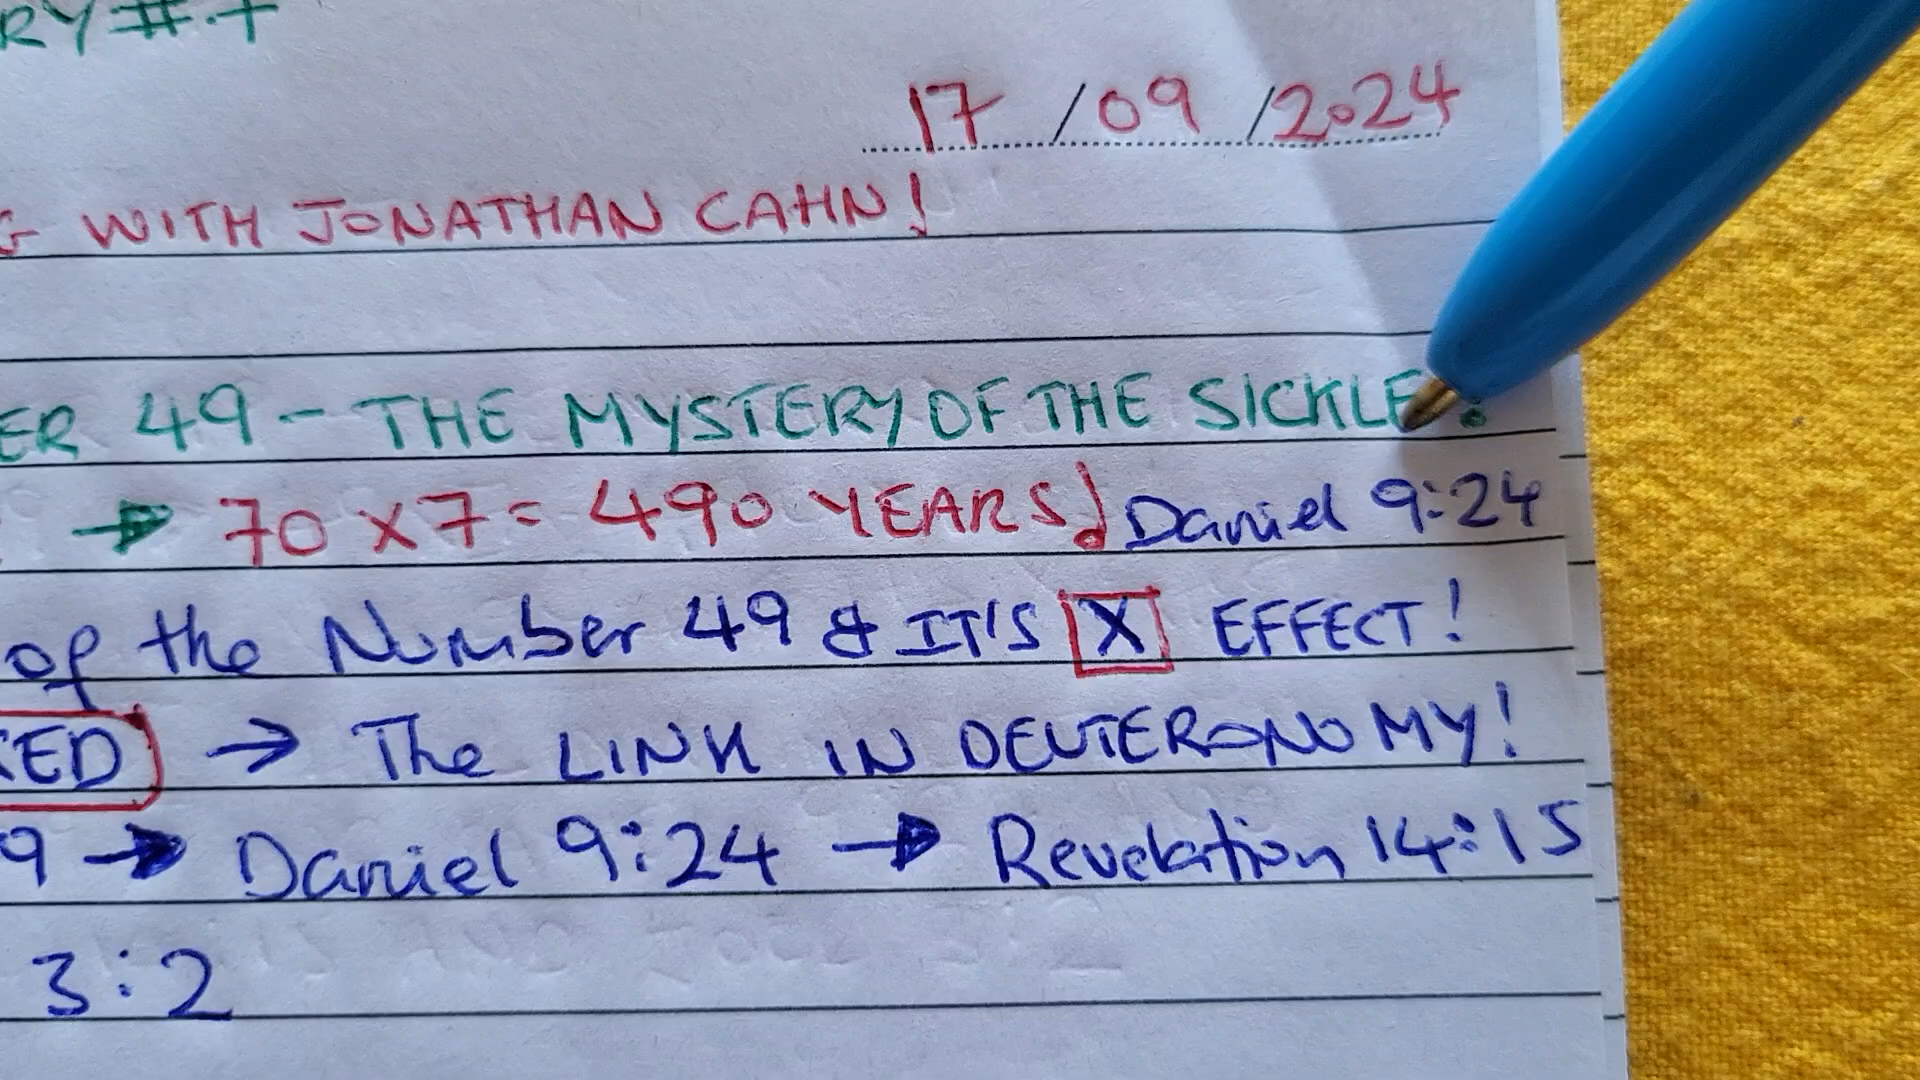 RY #.
17/09/2024
G WITH JONATHAN CAHN!
ER 49 - THE MYSTERY OF THE SICKLE!
→ 70 x 7 = 490 YEARS! Daniel 9:24
of the Number 49 & IT'S X EFFECT!
KED → The LINK IN DEUTERONOMY!
9 → Daniel 9:24 → Revelation 14:15
3:2